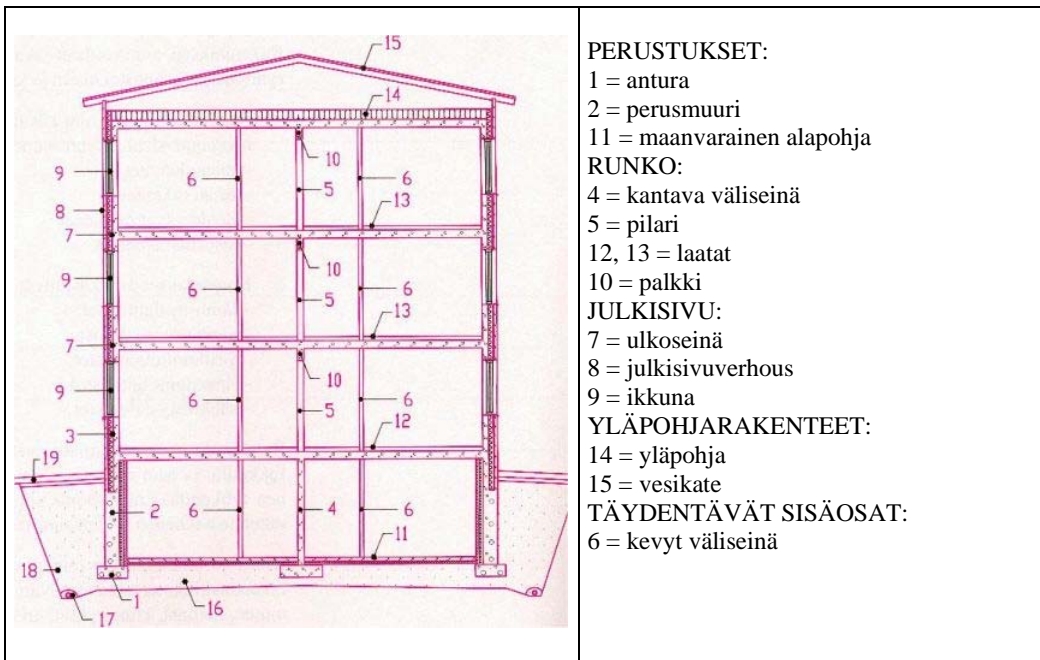 15
14
10
9
6
6
5
8
13
7
10
9
6
6
5
13
7
10
9
6
6
5
3
12
19
2
6
4
6
11
18
1
16
17
PERUSTUKSET:
1 = antura
2 = perusmuuri
11 = maanvarainen alapohja
RUNKO:
4 = kantava väliseinä
5 = pilari
12, 13 = laatat
10 = palkki
JULKISIVU:
7 = ulkoseinä
8 = julkisivuverhous
9 = ikkuna
YLÄPOHJARAKENTEET:
14 = yläpohja
15 = vesikate
TÄYDENTÄVÄT SISÄOSAT:
6 = kevyt väliseinä